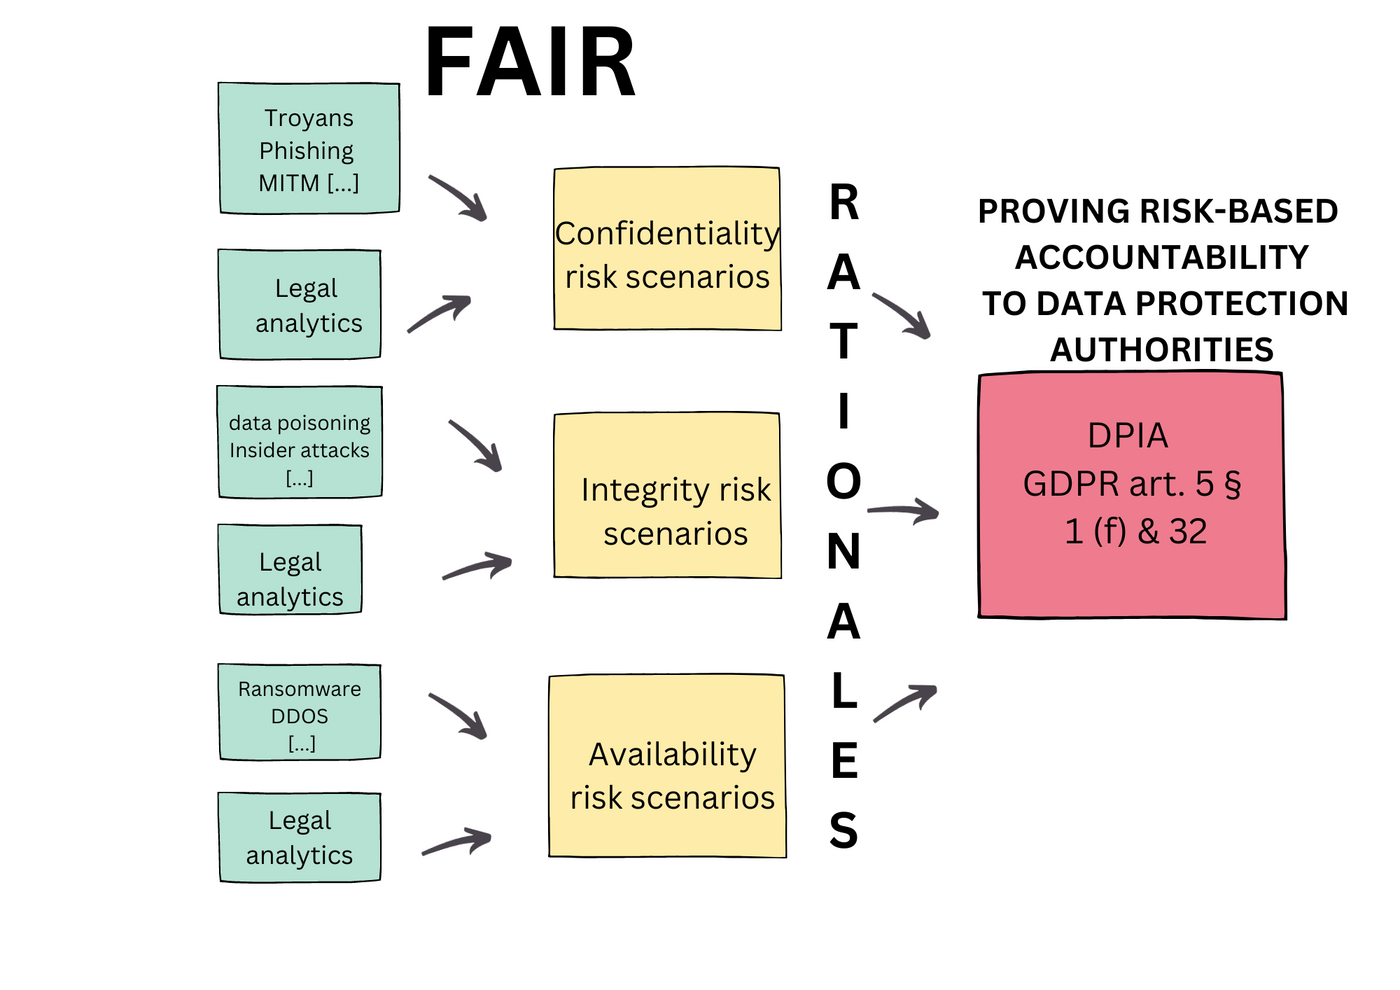 FAIR
Troyans
Phishing
MITM [...]
Legal
analytics
data poisoning
Insider attacks
[...]
Legal
analytics
Ransomware
DDOS
[...]
Legal
analytics
Confidentiality
risk scenarios
Integrity risk
scenarios
Availability
risk scenarios
R
A
T
I
O
N
A
L
E
S
PROVING RISK-BASED
ACCOUNTABILITY
TO DATA PROTECTION
AUTHORITIES
DPIA
GDPR art. 5 §
1 (f) & 32